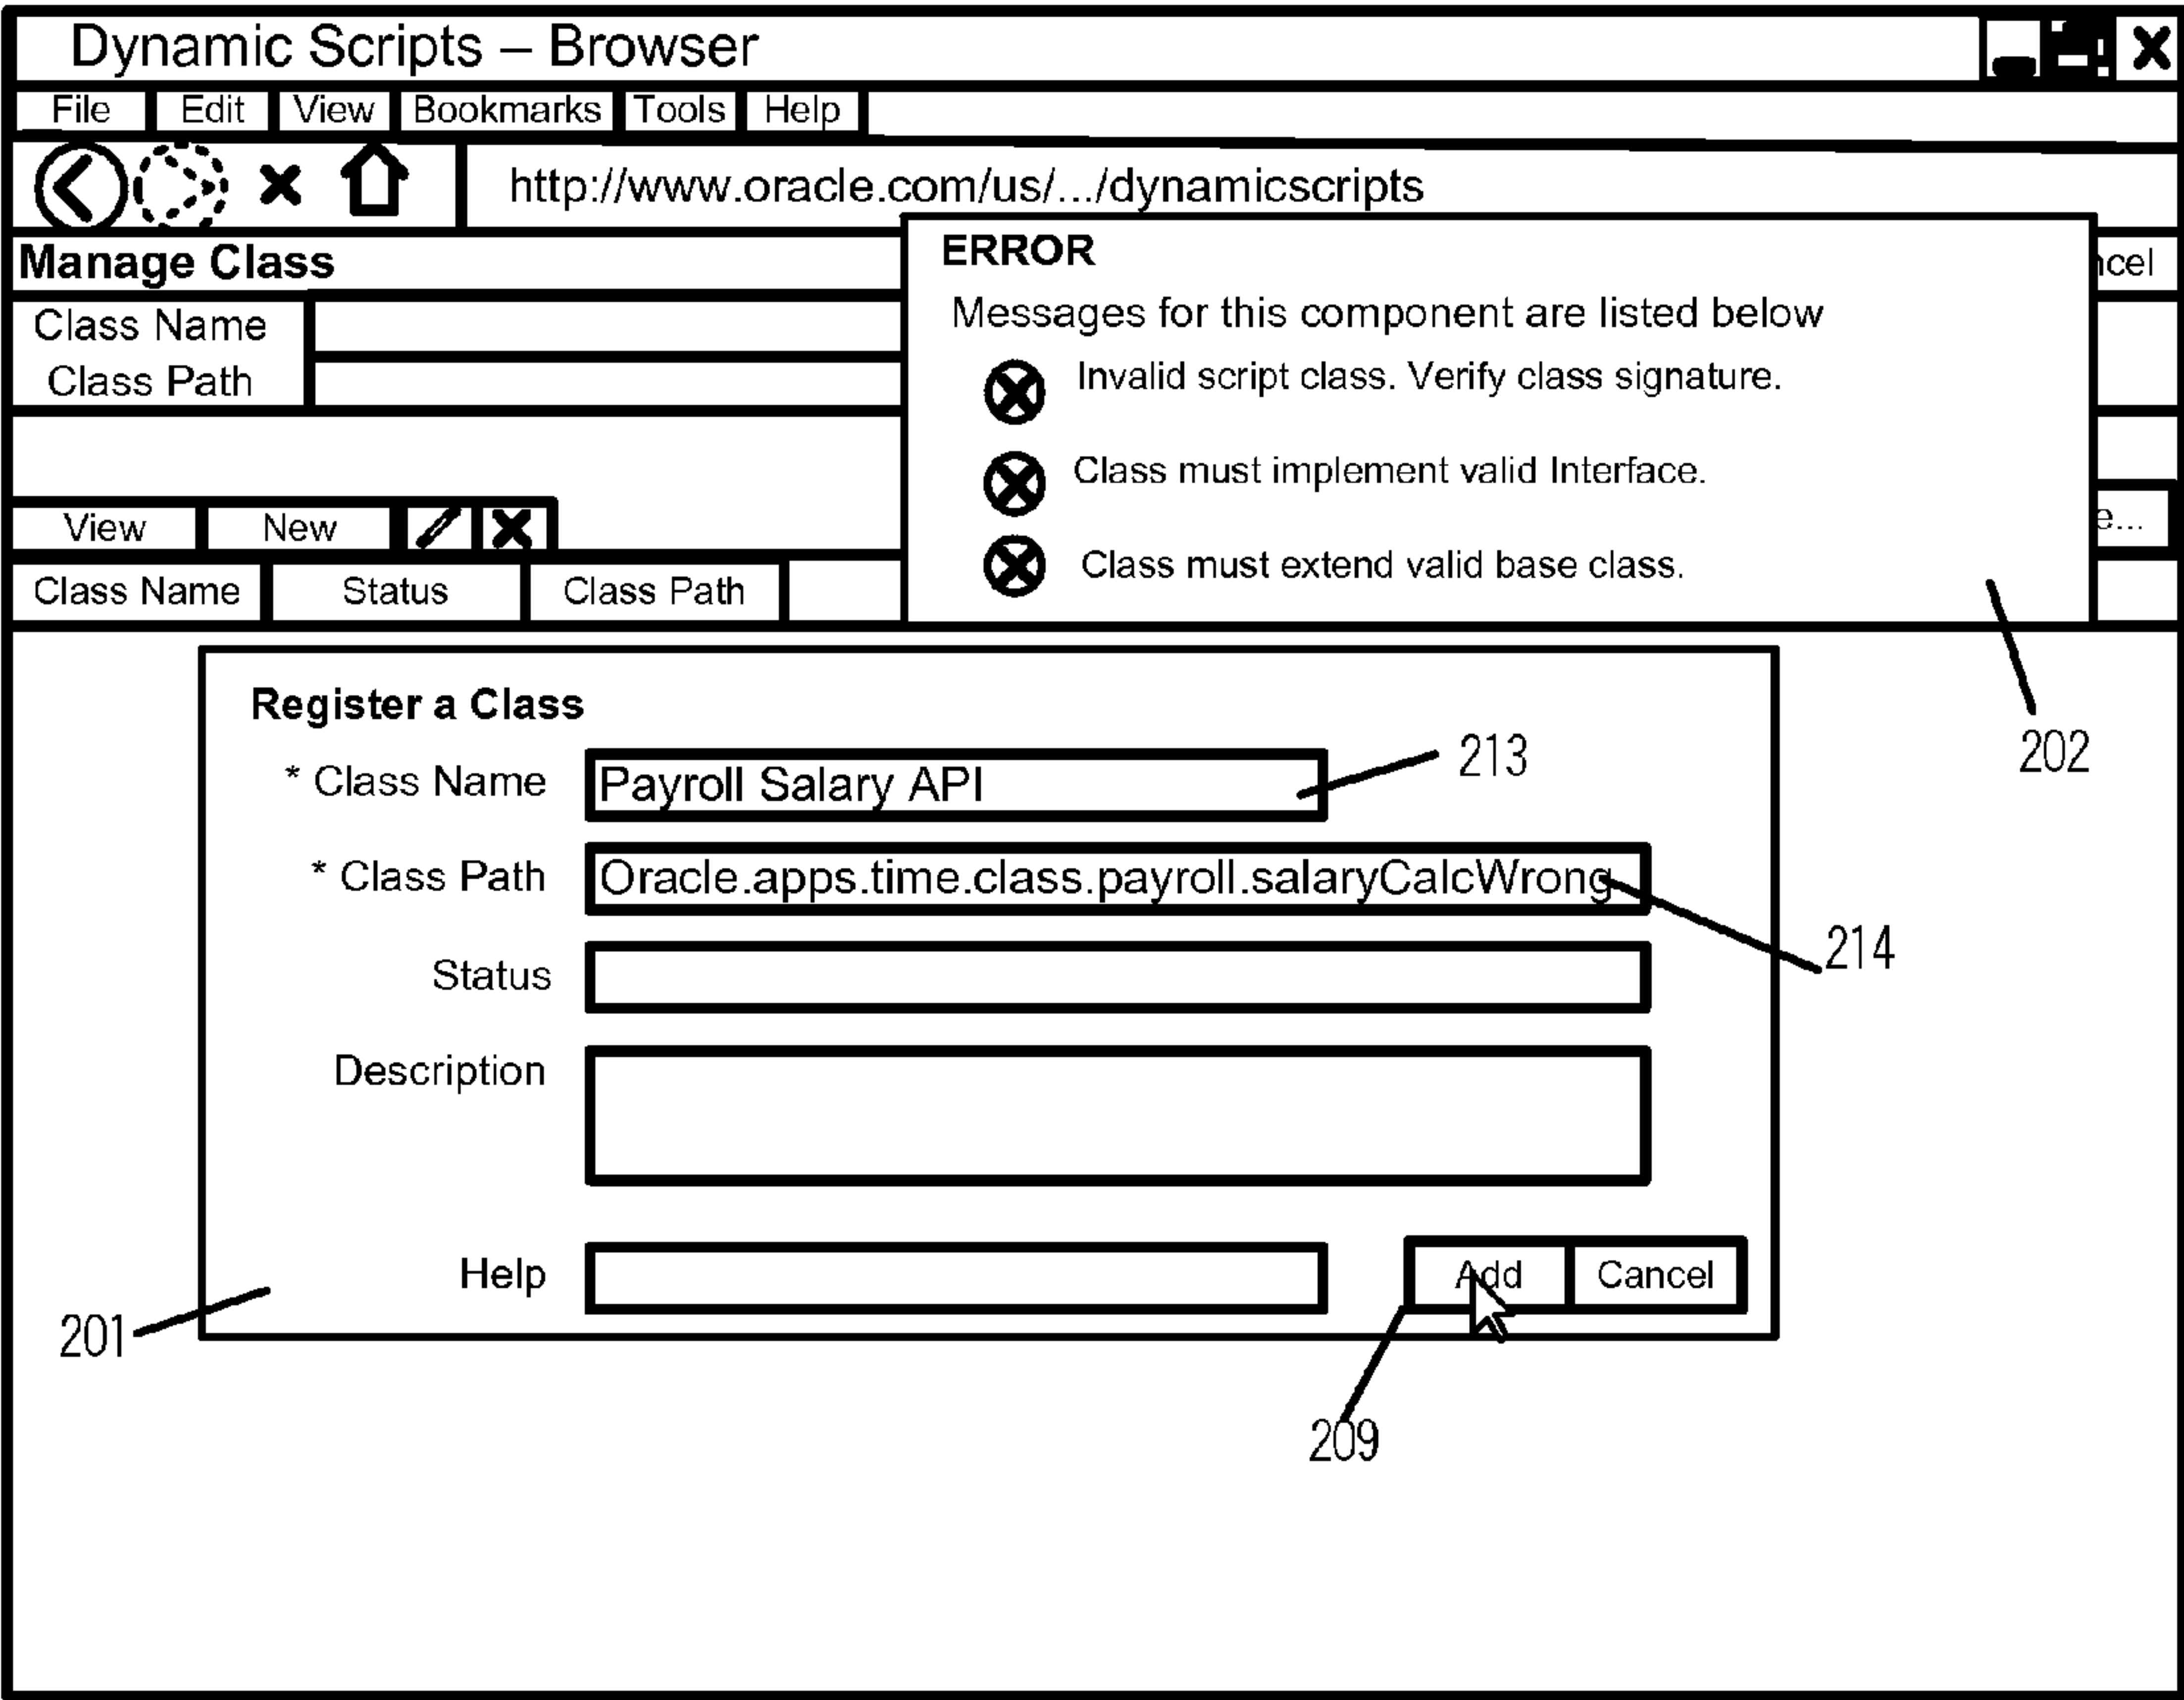 Dynamic Scripts – Browser
File Edit View Bookmarks Tools Help
http://www.oracle.com/us/.../dynamicscripts
Manage Class
Class Name
Class Path
ERROR
Messages for this component are listed below
Invalid script class. Verify class signature.
Class must implement valid Interface.
Class must extend valid base class.
ncel
e...
View New
Class Name Status Class Path
202
Register a Class
* Class Name Payroll Salary API
213
* Class Path Oracle.apps.time.class.payroll.salaryCalcWrong
214
Status
Description
Help
Add Cancel
201
209